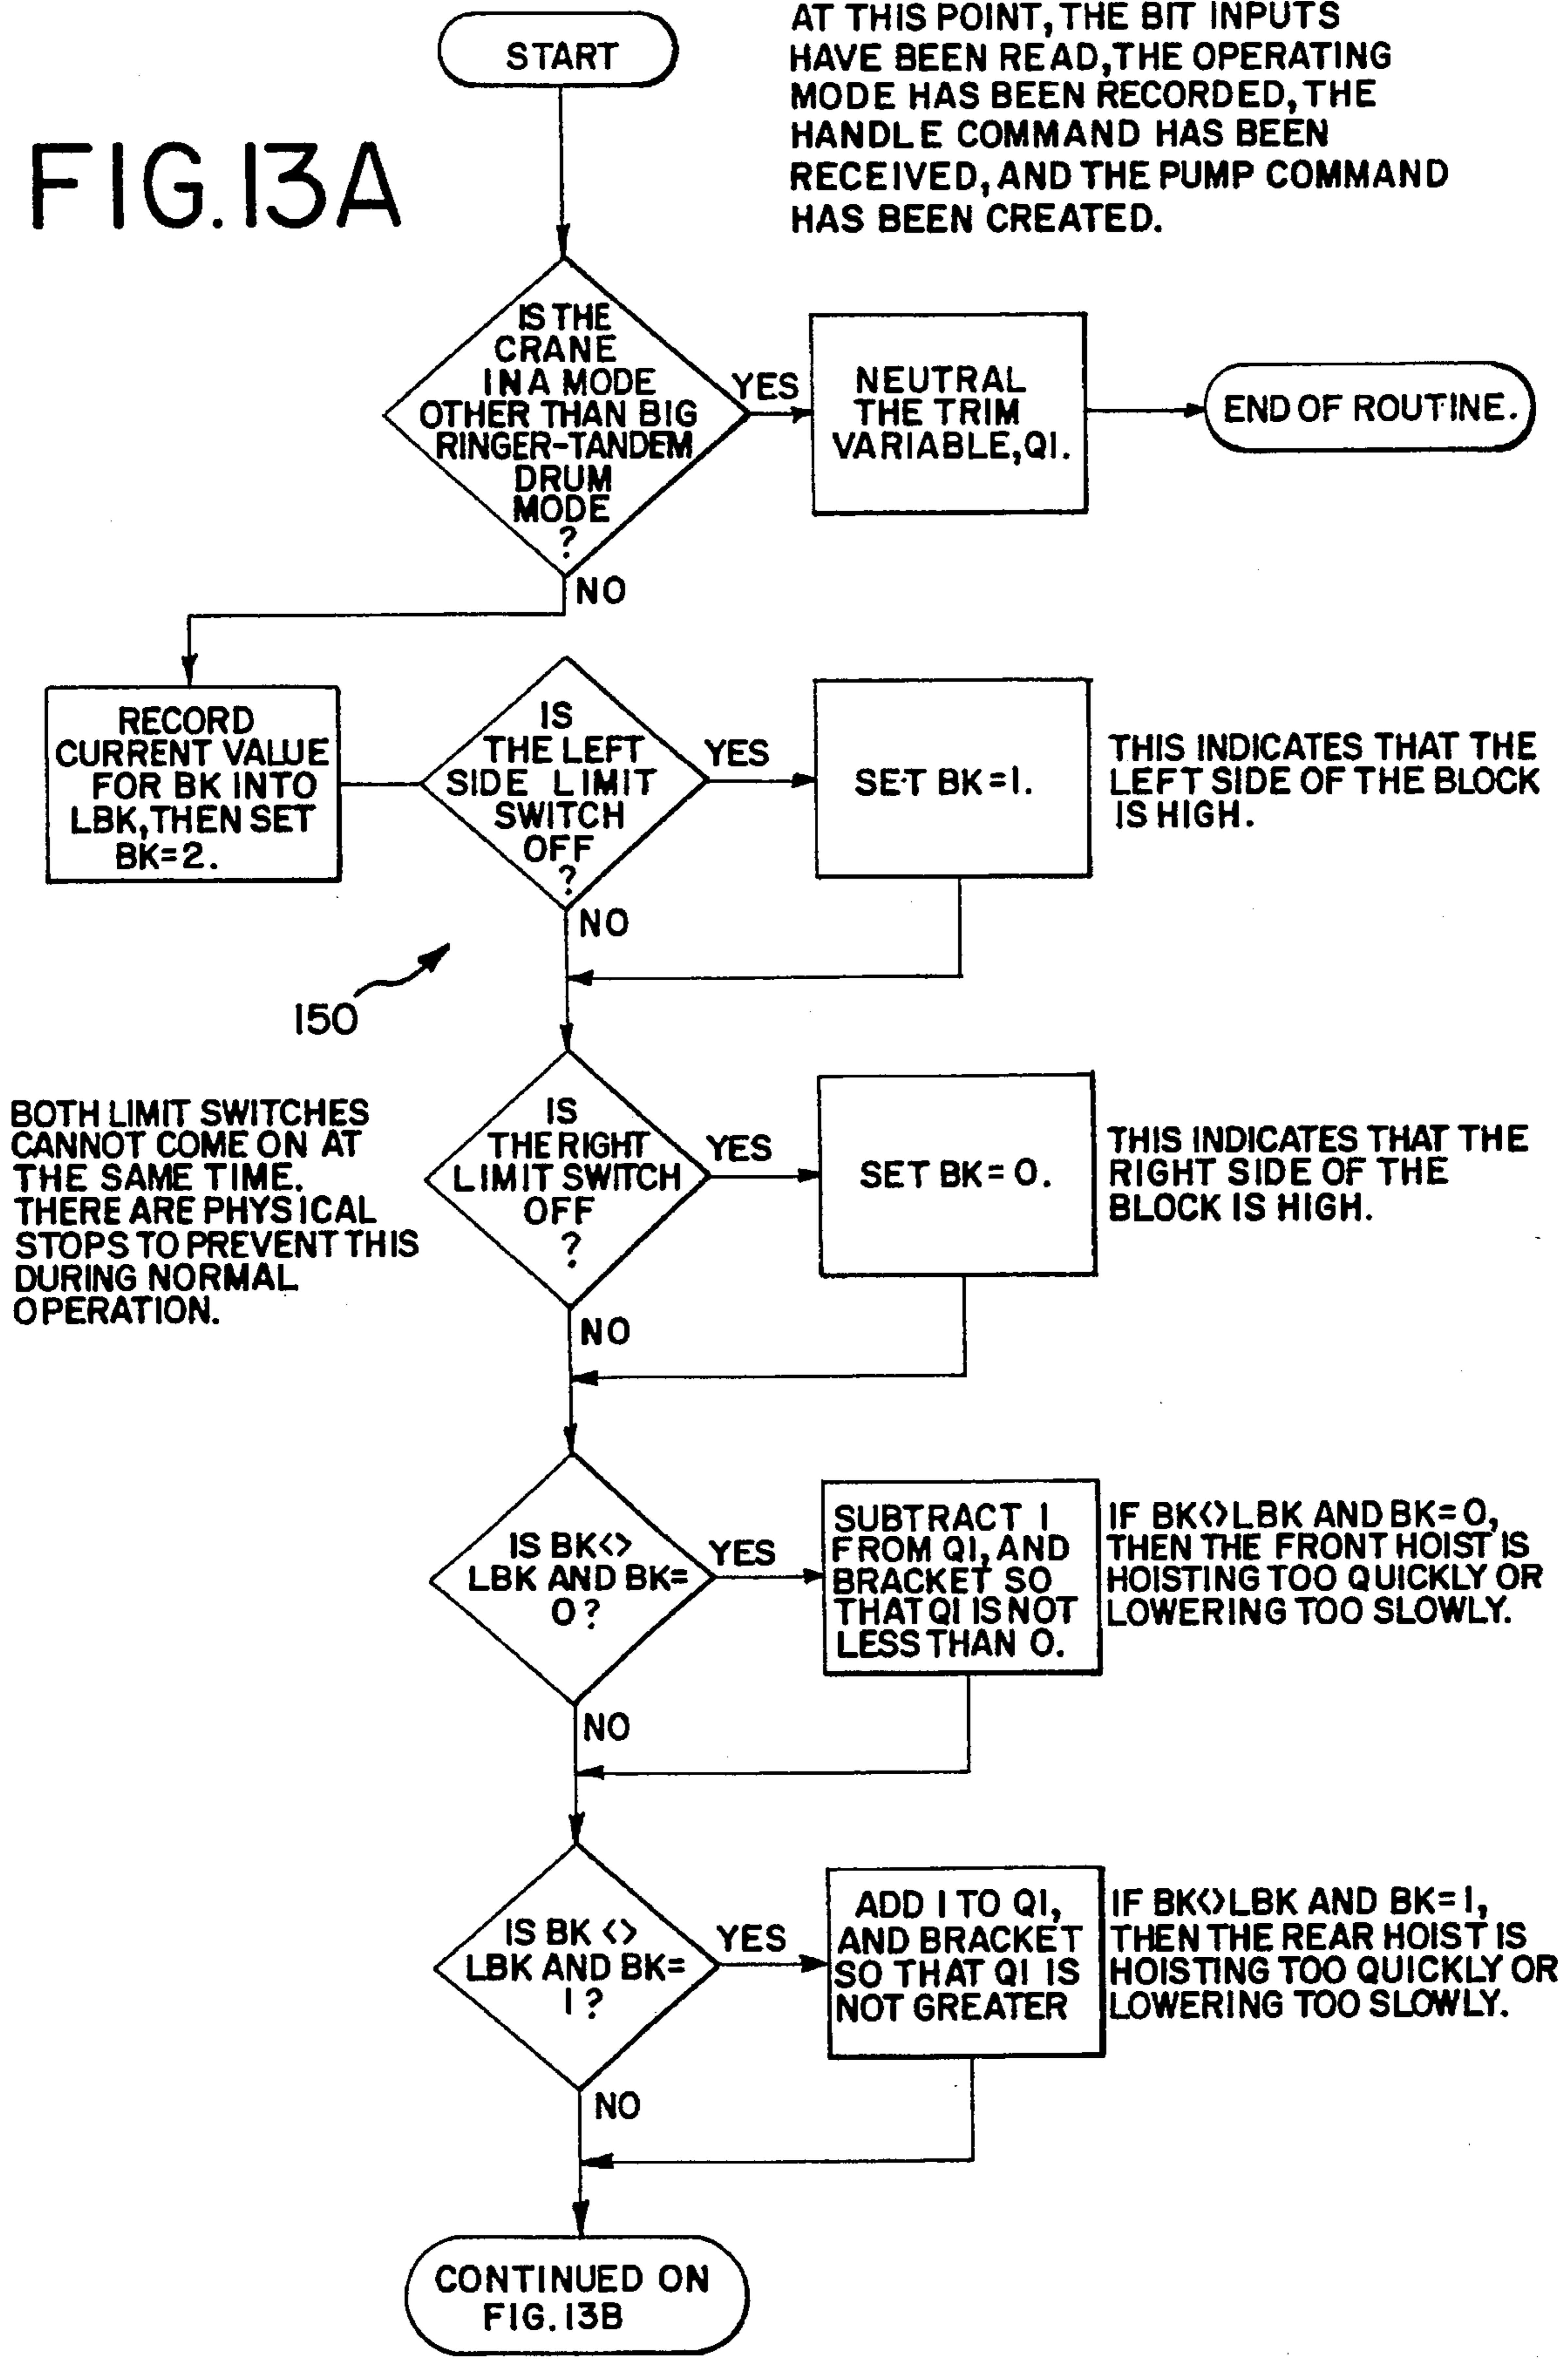 START
AT THIS POINT, THE BIT INPUTS
HAVE BEEN READ, THE OPERATING
MODE HAS BEEN RECORDED, THE
HANDLE COMMAND HAS BEEN
RECEIVED, AND THE PUMP COMMAND
HAS BEEN CREATED.
FIG. 13A
IS THE
CRANE
IN A MODE
OTHER THAN BIG
RINGER-TANDEM
DRUM
MODE
?
YES
NEUTRAL
THE TRIM
VARIABLE, Q1.
END OF ROUTINE.
NO
RECORD
CURRENT VALUE
FOR BK INTO
LBK, THEN SET
BK=2.
IS
THE LEFT
SIDE LIMIT
SWITCH
OFF
?
YES
SET BK=1.
THIS INDICATES THAT THE
LEFT SIDE OF THE BLOCK
IS HIGH.
NO
150
BOTH LIMIT SWITCHES
CANNOT COME ON AT
THE SAME TIME.
THERE ARE PHYSICAL
STOPS TO PREVENT THIS
DURING NORMAL
OPERATION.
IS
THE RIGHT
LIMIT SWITCH
OFF
?
YES
SET BK=0.
THIS INDICATES THAT THE
RIGHT SIDE OF THE
BLOCK IS HIGH.
NO
IS BK<>
LBK AND BK=
0?
YES
SUBTRACT 1
FROM Q1, AND
BRACKET SO
THAT Q1 IS NOT
LESS THAN 0.
IF BK<>LBK AND BK=0,
THEN THE FRONT HOIST IS
HOISTING TOO QUICKLY OR
LOWERING TOO SLOWLY.
NO
IS BK <>
LBK AND BK=
1?
YES
ADD 1 TO Q1,
AND BRACKET
SO THAT Q1 IS
NOT GREATER
IF BK<>LBK AND BK=1,
THEN THE REAR HOIST IS
HOISTING TOO QUICKLY OR
LOWERING TOO SLOWLY.
NO
CONTINUED ON
FIG. 13B